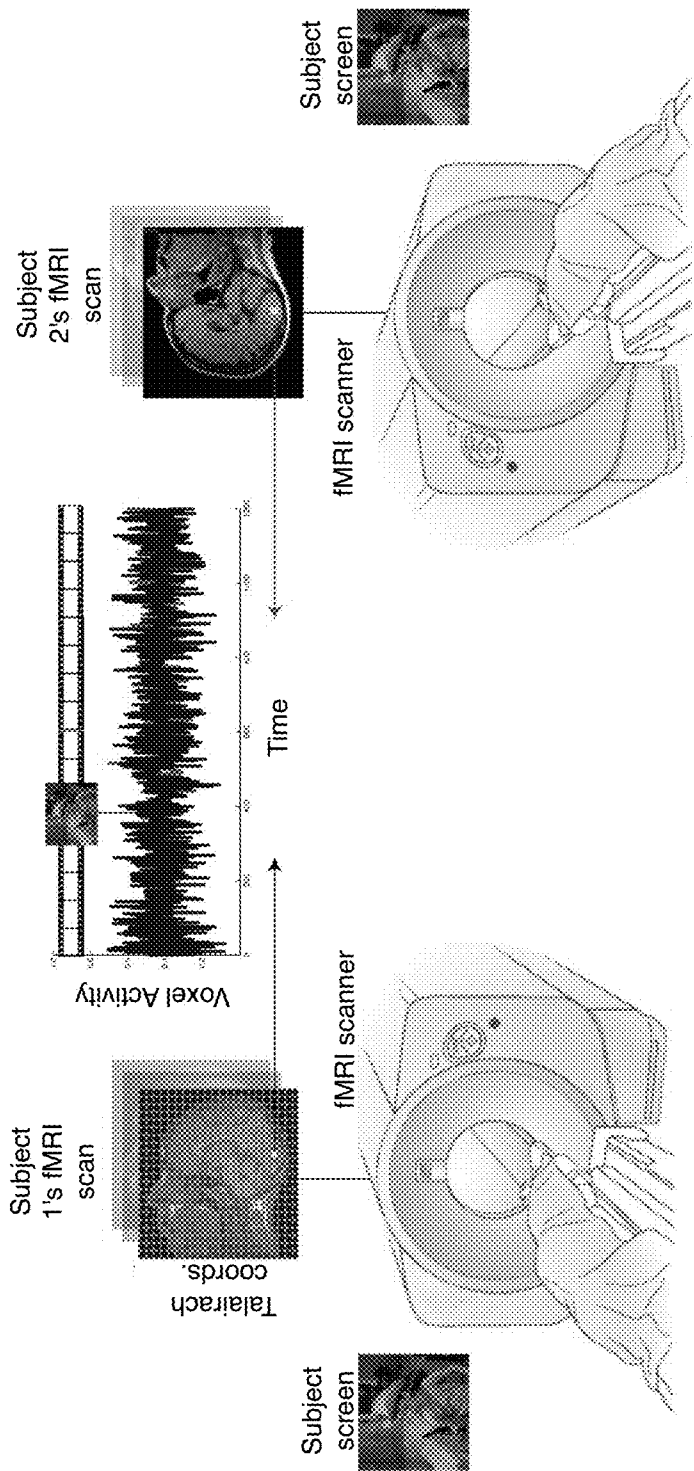 Subject
1's fMRI
scan
Talairach
coords.
Voxel Activity
Time
Subject
2's fMRI
scan
Subject
screen
fMRI scanner
fMRI scanner
Subject
screen